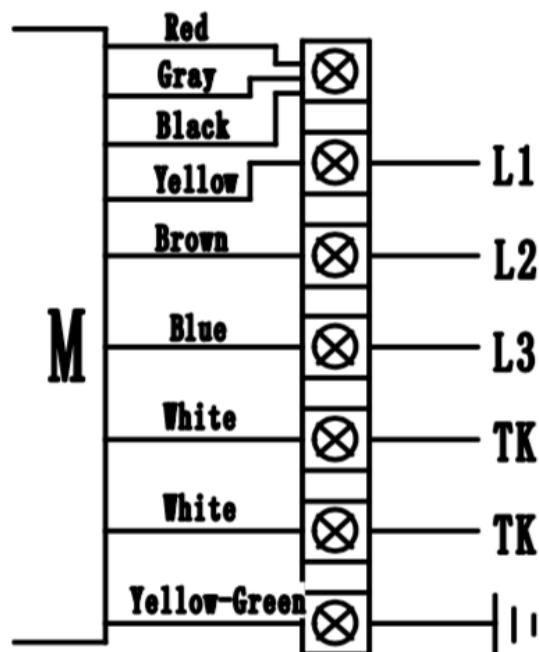 Red
Gray
Black
Yellow
L1
Brown
L2
M
Blue
L3
White
TK
White
TK
Yellow-Green